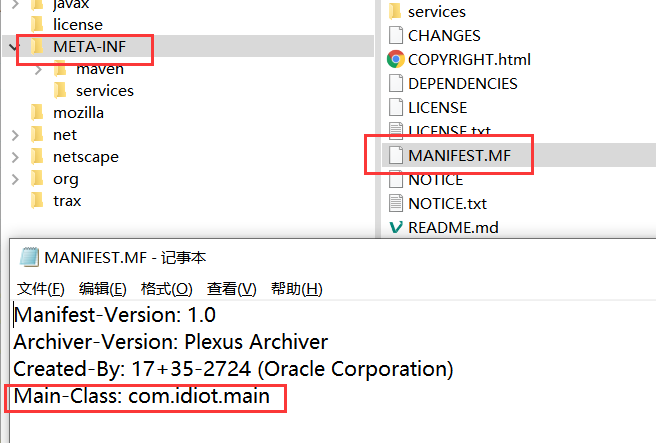 javax
license
META-INF
maven
services
mozilla
net
netscape
org
trax
services
CHANGES
COPYRIGHT.html
DEPENDENCIES
LICENSE
LICENSE.txt
MANIFEST.MF
NOTICE
NOTICE.txt
README.md
MANIFEST.MF - 记事本
文件(F) 编辑(E) 格式(O) 查看(V) 帮助(H)
Manifest-Version: 1.0
Archiver-Version: Plexus Archiver
Created-By: 17+35-2724 (Oracle Corporation)
Main-Class: com.idiot.main